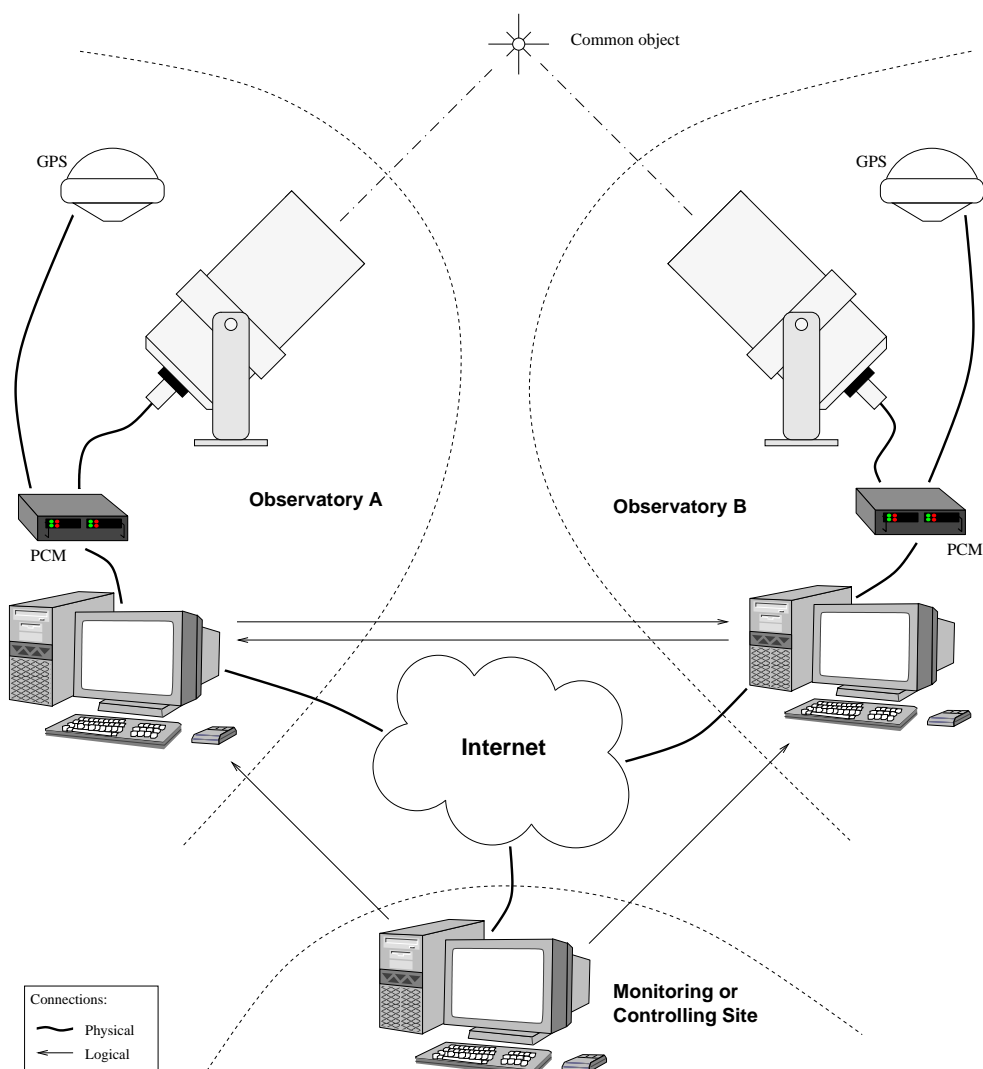 Common object
GPS
GPS
Observatory A
Observatory B
PCM
PCM
Internet
Monitoring or
Controlling Site
Connections:
Physical
Logical